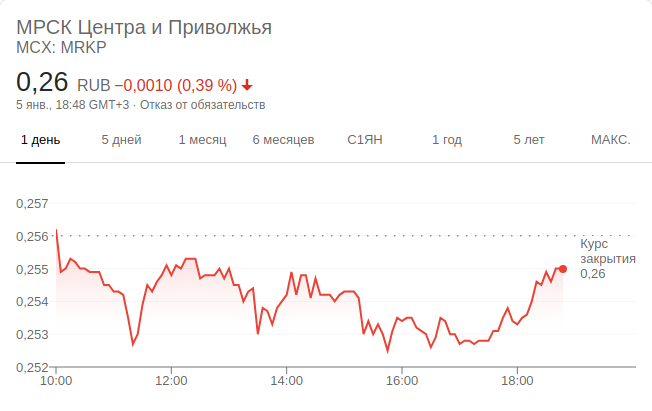 МРСК Центра и Приволжья
MCX: MRKP
0,26 RUB −0,0010 (0,39 %)
5 янв., 18:48 GMT+3 · Отказ от обязательств
1 день 5 дней 1 месяц 6 месяцев С1ЯН 1 год 5 лет МАКС.
0,257
0,256
Курс
закрытия
0,26
0,255
0,254
0,253
0,252
10:00 12:00 14:00 16:00 18:00